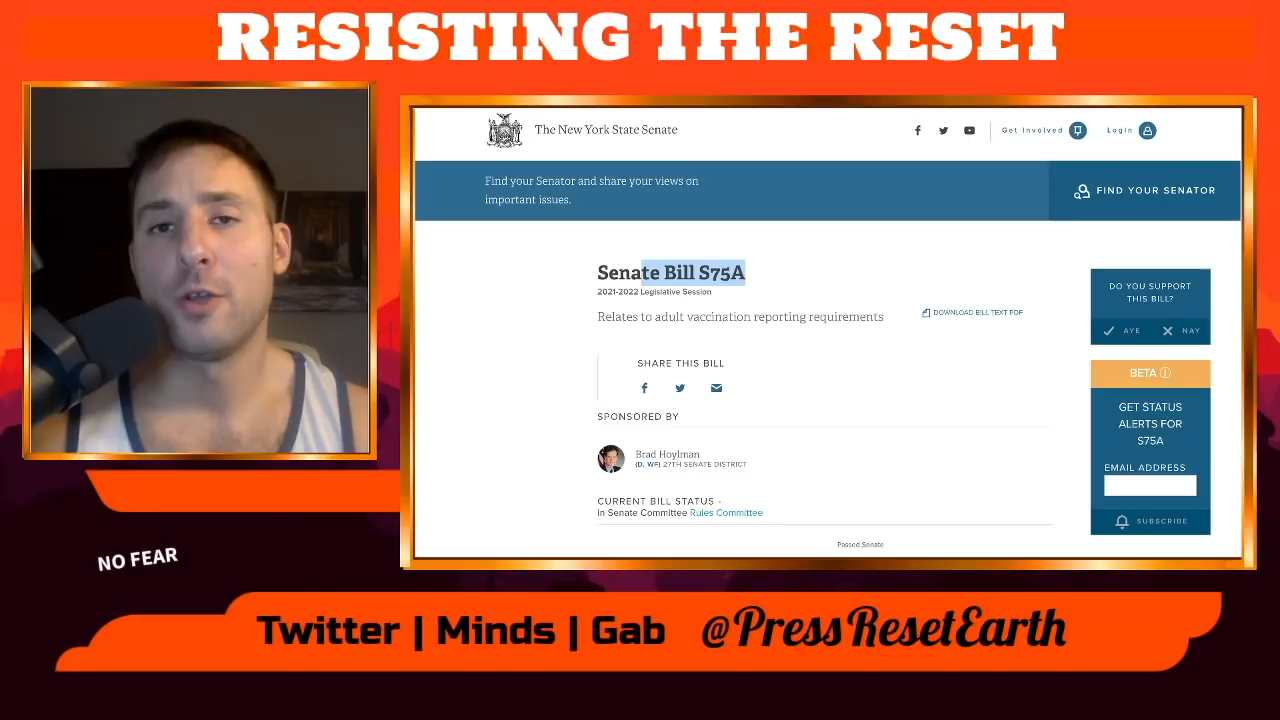 RESISTING THE RESET
The New York State Senate
Get Involved
Login
Find your Senator and share your views on
important issues.
FIND YOUR SENATOR
Senate Bill S75A
2021-2022 Legislative Session
Relates to adult vaccination reporting requirements
DOWNLOAD BILL TEXT PDF
DO YOU SUPPORT
THIS BILL?
AYE
NAY
SHARE THIS BILL
SPONSORED BY
Brad Hoylman
(D, WF) 27TH SENATE DISTRICT
CURRENT BILL STATUS -
In Senate Committee Rules Committee
Passed Senate
BETA
GET STATUS
ALERTS FOR
S75A
EMAIL ADDRESS
SUBSCRIBE
NO FEAR
Twitter | Minds | Gab @PressResetEarth